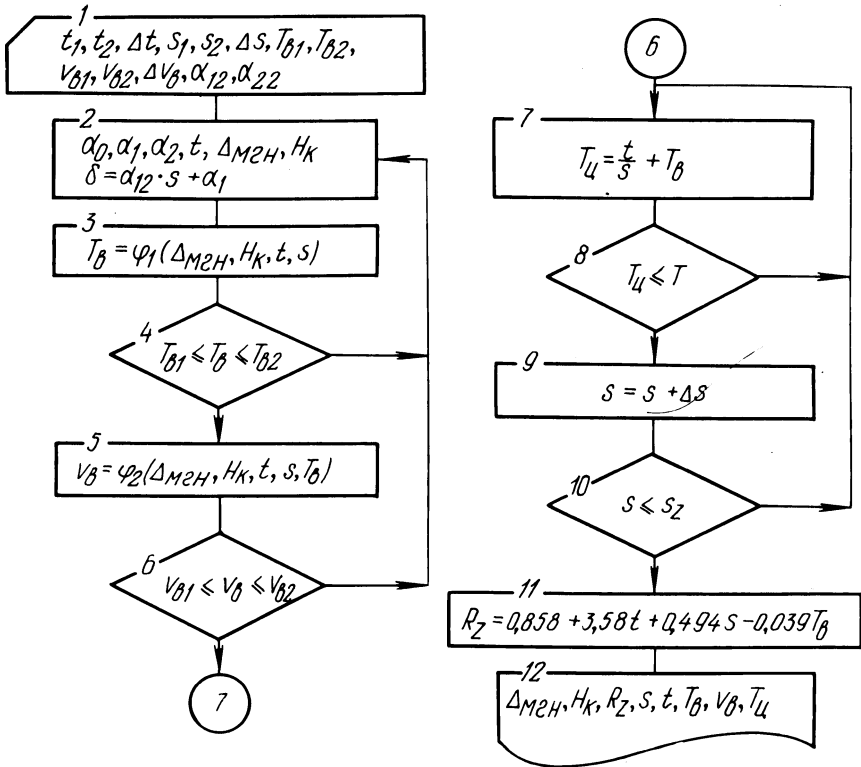 1
t₁, t₂, Δt, s₁, s₂, Δs, Tв1, Tв2,
vв1, vв2, Δvв, α₁₂, α₂₂
2
α₀, α₁, α₂, t, Δмгн, Hк
δ = α₁₂·s + α₁
3
Tв = φ₁(Δмгн, Hк, t, s)
4
Tв1 ≤ Tв ≤ Tв2
5
vв = φ₂(Δмгн, Hк, t, s, Tв)
6
vв1 ≤ vв ≤ vв2
7
6
7
Tц = t/s + Tв
8
Tц ≤ T
9
s = s + Δs
10
s ≤ s₂
11
Rz = 0,858 + 3,58t + 0,494s − 0,039Tв
12
Δмгн, Hк, Rz, s, t, Tв, vв, Tц